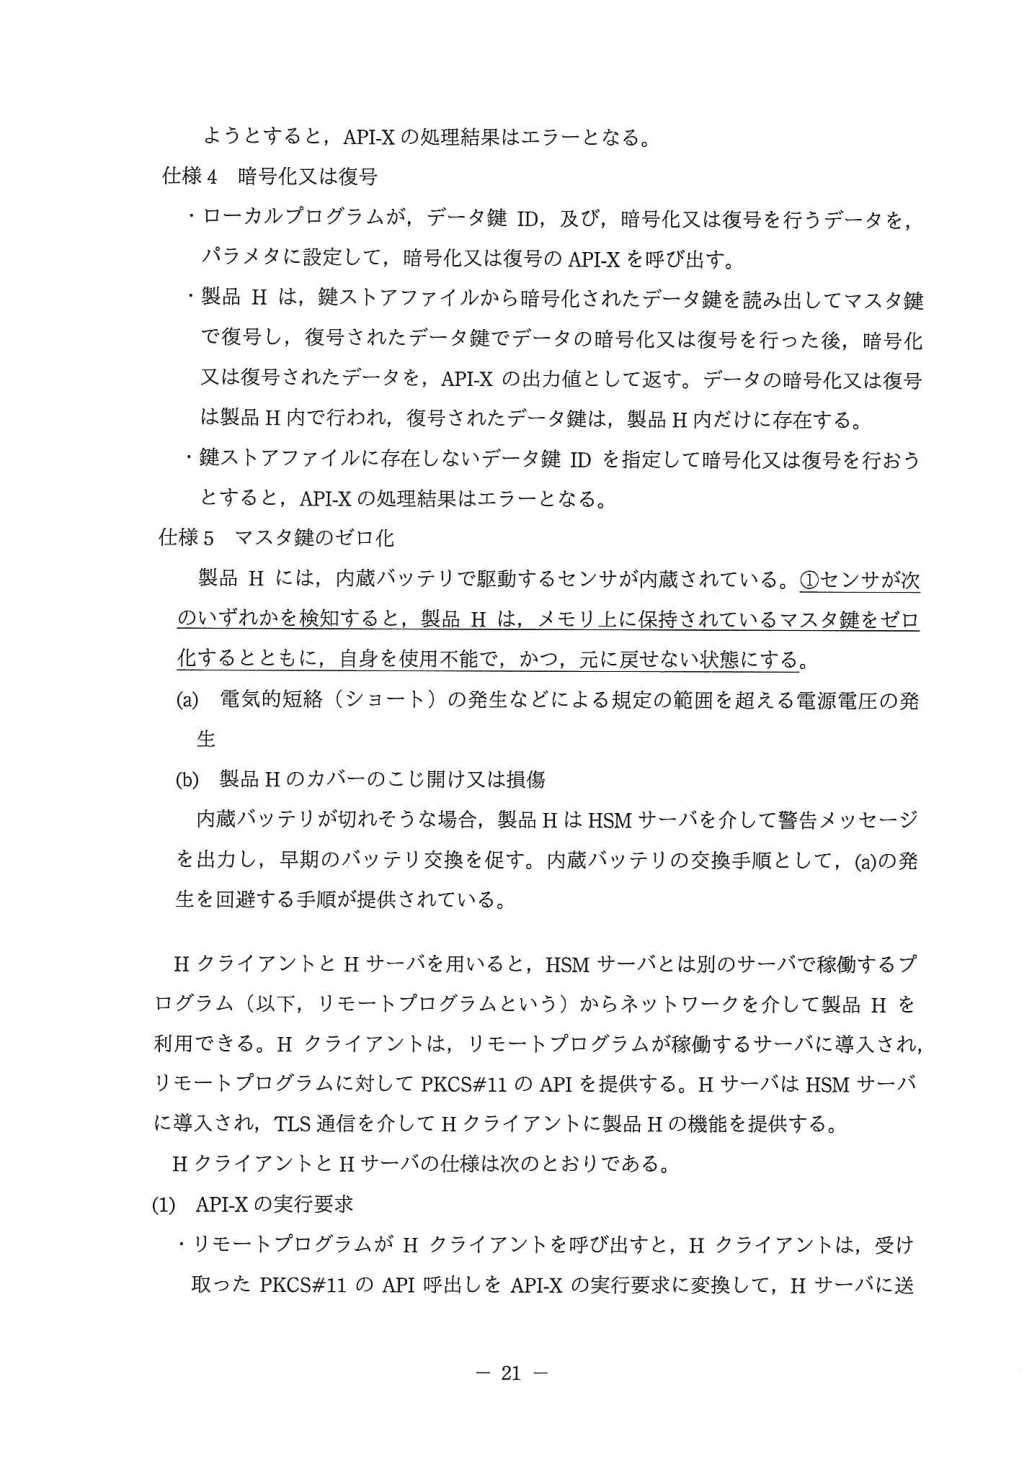 ようとすると，API-X の処理結果はエラーとなる。
仕様 4　暗号化又は復号
・ローカルプログラムが，データ鍵 ID，及び，暗号化又は復号を行うデータを，
パラメタに設定して，暗号化又は復号の API-X を呼び出す。
・製品 H は，鍵ストアファイルから暗号化されたデータ鍵を読み出してマスタ鍵
で復号し，復号されたデータ鍵でデータの暗号化又は復号を行った後，暗号化
又は復号されたデータを，API-X の出力値として返す。データの暗号化又は復号
は製品 H 内で行われ，復号されたデータ鍵は，製品 H 内だけに存在する。
・鍵ストアファイルに存在しないデータ鍵 ID を指定して暗号化又は復号を行おう
とすると，API-X の処理結果はエラーとなる。
仕様 5　マスタ鍵のゼロ化
製品 H には，内蔵バッテリで駆動するセンサが内蔵されている。①センサが次
のいずれかを検知すると，製品 H は，メモリ上に保持されているマスタ鍵をゼロ
化するとともに，自身を使用不能で，かつ，元に戻せない状態にする。
(a)　電気的短絡（ショート）の発生などによる規定の範囲を超える電源電圧の発
生
(b)　製品 H のカバーのこじ開け又は損傷
内蔵バッテリが切れそうな場合，製品 H は HSM サーバを介して警告メッセージ
を出力し，早期のバッテリ交換を促す。内蔵バッテリの交換手順として，(a)の発
生を回避する手順が提供されている。
H クライアントと H サーバを用いると，HSM サーバとは別のサーバで稼働するプ
ログラム（以下，リモートプログラムという）からネットワークを介して製品 H を
利用できる。H クライアントは，リモートプログラムが稼働するサーバに導入され，
リモートプログラムに対して PKCS#11 の API を提供する。H サーバは HSM サーバ
に導入され，TLS 通信を介して H クライアントに製品 H の機能を提供する。
H クライアントと H サーバの仕様は次のとおりである。
(1)　API-X の実行要求
・リモートプログラムが H クライアントを呼び出すと，H クライアントは，受け
取った PKCS#11 の API 呼出しを API-X の実行要求に変換して，H サーバに送
－ 21 －